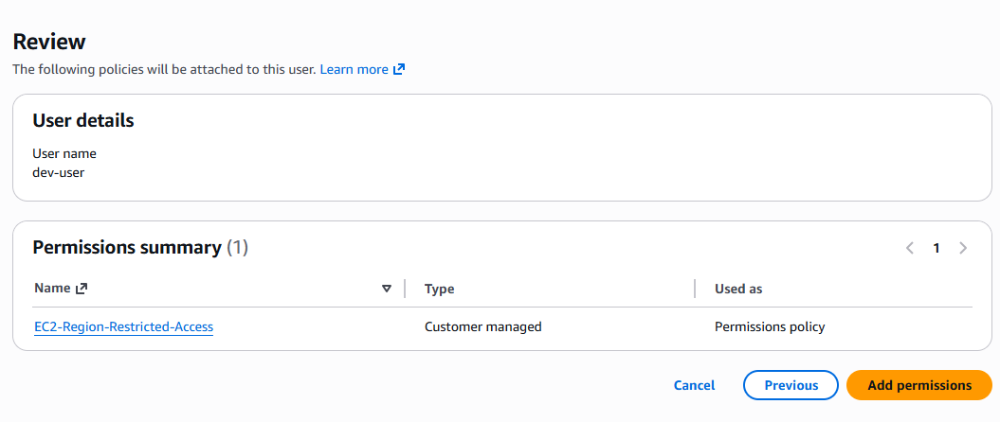 Review
The following policies will be attached to this user. Learn more
User details
User name
dev-user
Permissions summary (1)
1
Name Type Used as
EC2-Region-Restricted-Access Customer managed Permissions policy
Cancel Previous Add permissions